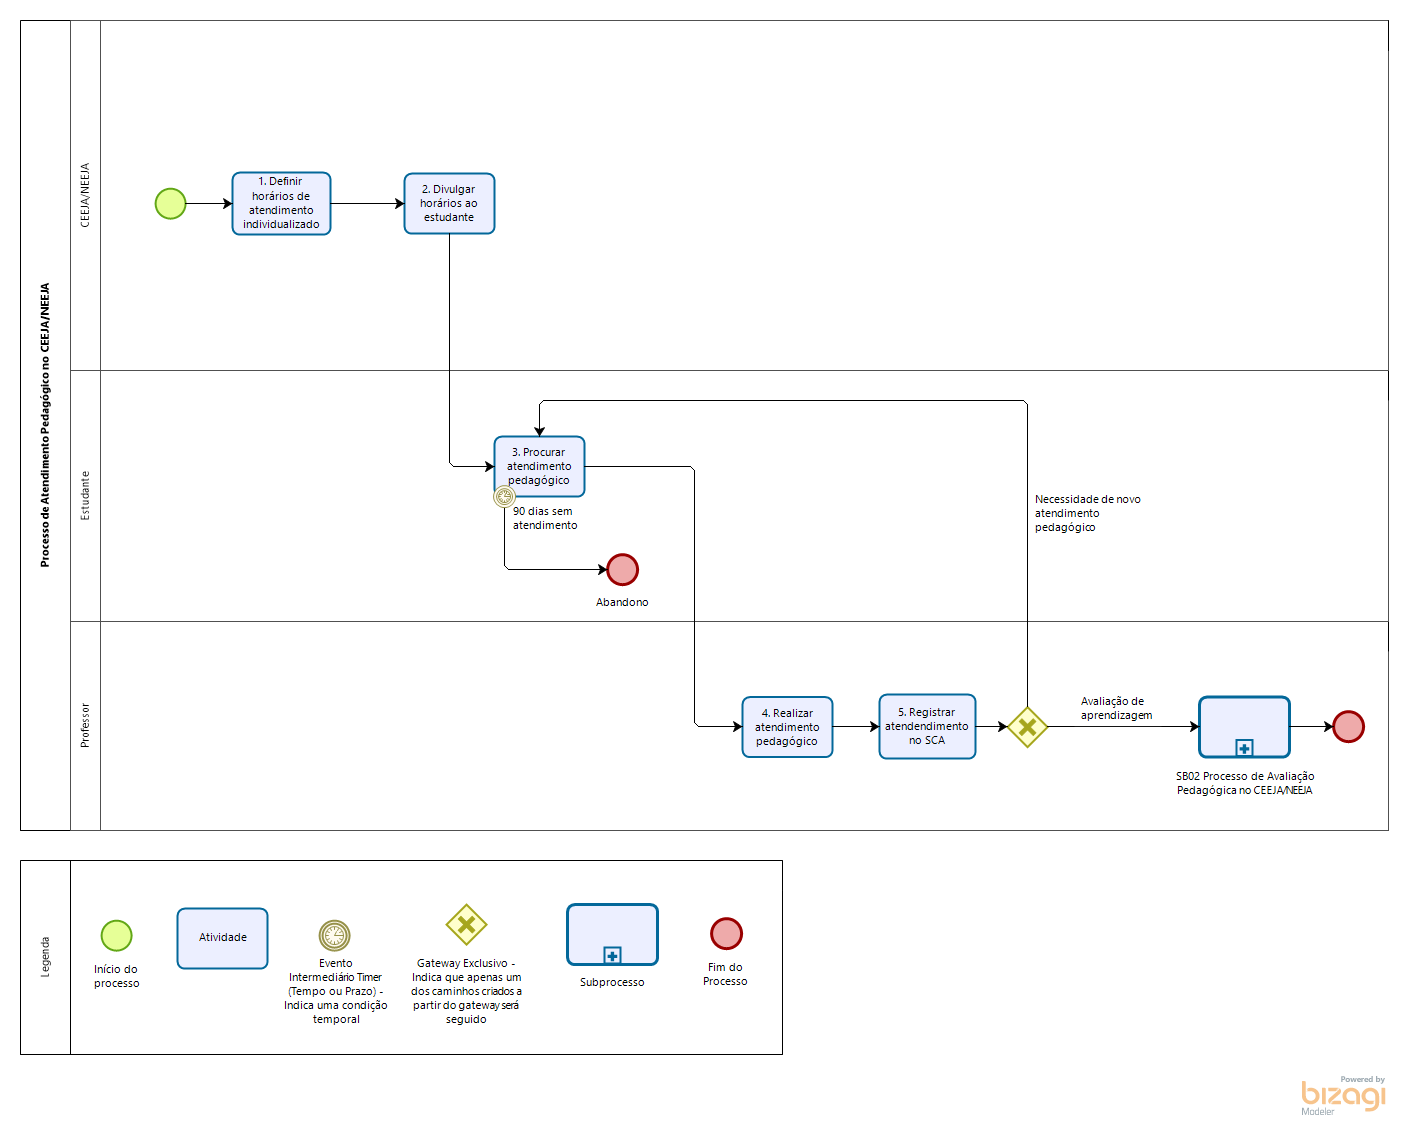 Processo de Atendimento Pedagógico no CEEJA/NEEJA
CEEJA/NEEJA
1. Definir
horários de
atendimento
individualizado
2. Divulgar
horários ao
estudante
Estudante
3. Procurar
atendimento
pedagógico
90 dias sem
atendimento
Abandono
Necessidade de novo
atendimento
pedagógico
Professor
4. Realizar
atendimento
pedagógico
5. Registrar
atendendimento
no SCA
Avaliação de
aprendizagem
SB02 Processo de Avaliação
Pedagógica no CEEJA/NEEJA
Legenda
Início do
processo
Atividade
Evento
Intermediário Timer
(Tempo ou Prazo) -
Indica uma condição
temporal
Gateway Exclusivo -
Indica que apenas um
dos caminhos criados a
partir do gateway será
seguido
Subprocesso
Fim do
Processo
Powered by
bizagi
Modeler